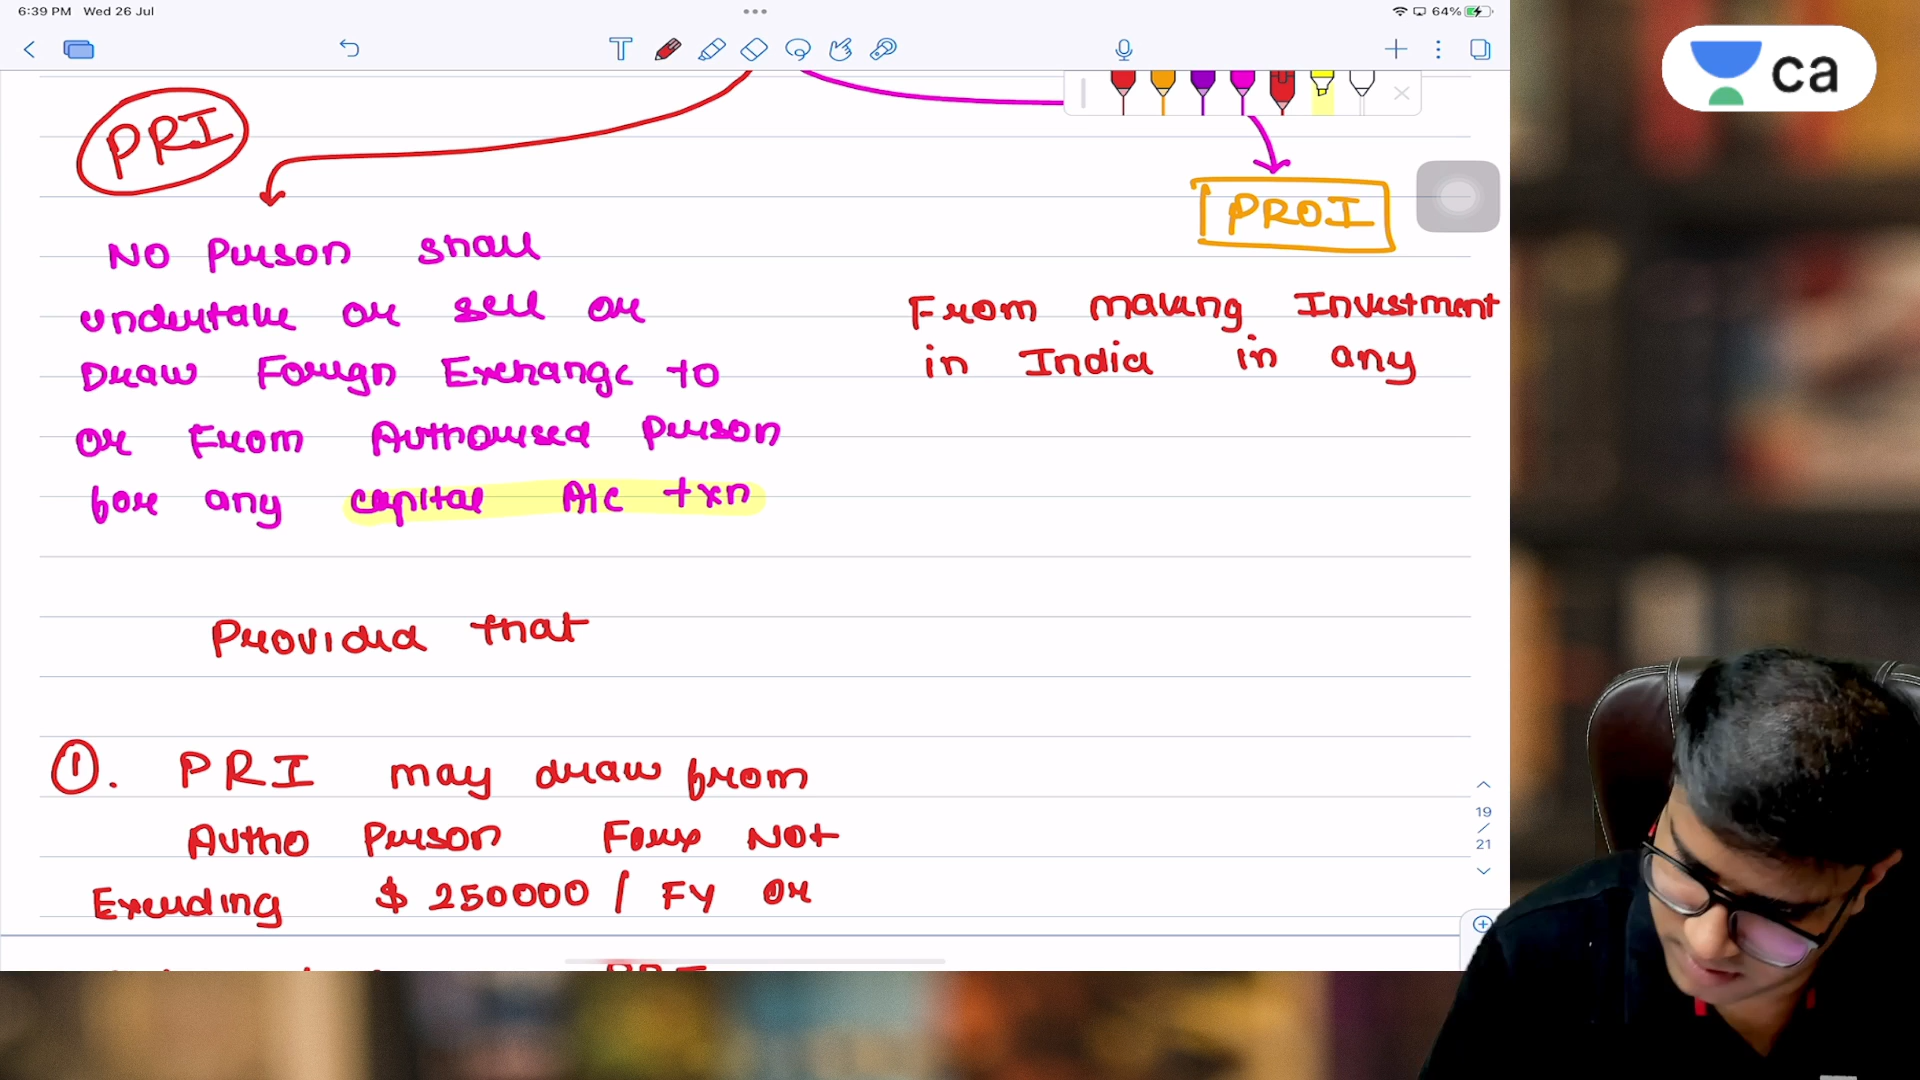 6:39 PM Wed 26 Jul
64%
ca
PRI
PROI
No Person shall
undertake or sell or
Draw Foreign Exchange to
or From Authorised Person
for any capital A/c txn
From making Investment
in India in any
Provided that
①. PRI may draw from
Autho Person Forex Not
Exceeding $ 250000 / FY or
PRI
19
/
21